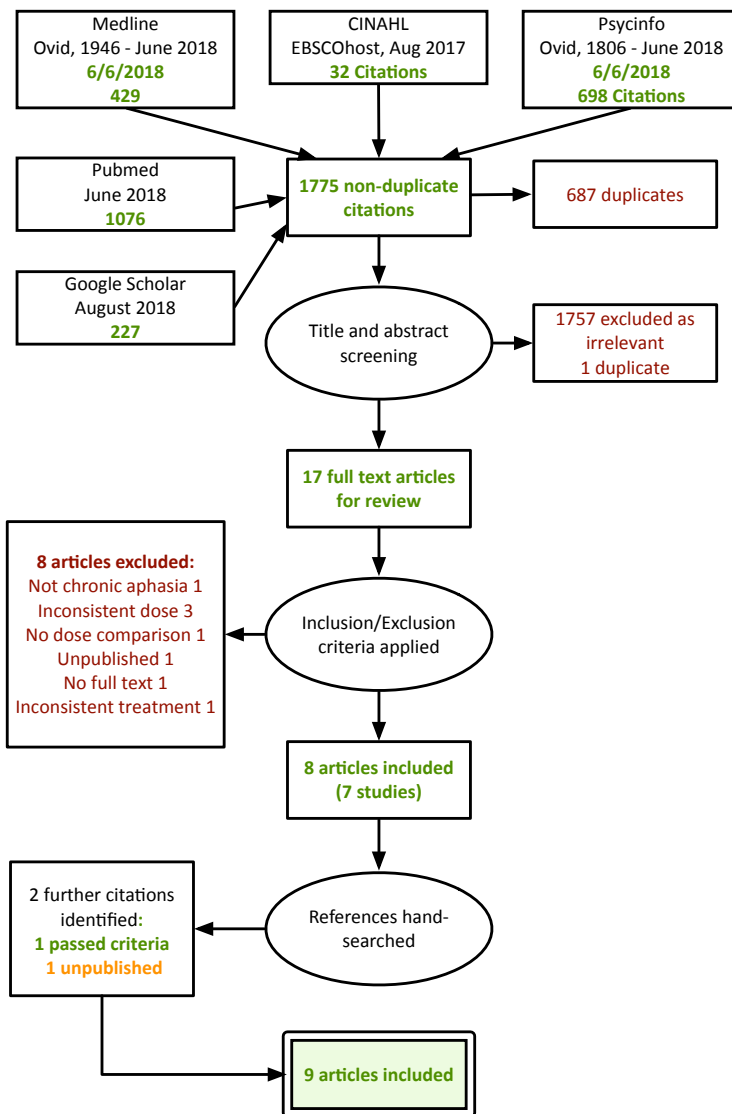 Medline
Ovid, 1946 - June 2018
6/6/2018
429
CINAHL
EBSCOhost, Aug 2017
32 Citations
Psycinfo
Ovid, 1806 - June 2018
6/6/2018
698 Citations
Pubmed
June 2018
1076
1775 non-duplicate
citations
687 duplicates
Google Scholar
August 2018
227
Title and abstract
screening
1757 excluded as
irrelevant
1 duplicate
17 full text articles
for review
8 articles excluded:
Not chronic aphasia 1
Inconsistent dose 3
No dose comparison 1
Unpublished 1
No full text 1
Inconsistent treatment 1
Inclusion/Exclusion
criteria applied
8 articles included
(7 studies)
2 further citations
identified:
1 passed criteria
1 unpublished
References hand-
searched
9 articles included